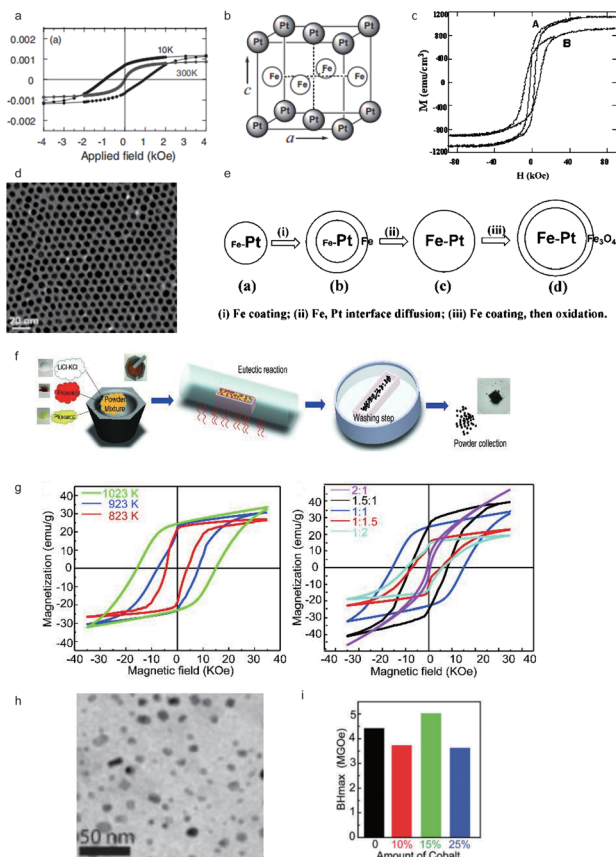 a
(a)
0.002
0.001
0
-0.001
-0.002
10K
300K
-4 -3 -2 -1 0 1 2 3 4
Applied field (kOe)
b
Pt Pt
Pt
Pt Pt
Fe
Fe Fe
Fe
Pt Pt
Pt
Pt Pt
c
a
c
1200
800
0
-800
-1200
M (emu/cm³)
A
B
-80 -40 0 40 80
H (kOe)
d
20 nm
e
Fe-Pt (i) Fe-Pt Fe (ii) Fe-Pt (iii) Fe-Pt Fe₃O₄
(a) (b) (c) (d)
(i) Fe coating; (ii) Fe, Pt interface diffusion; (iii) Fe coating, then oxidation.
f
LiCl-KCl
Powder
Mixture
Eutectic reaction
Washing step
Powder collection
g
1023 K
923 K
823 K
Magnetization (emu/g)
40
30
20
10
0
-10
-20
-30
-40
-40 -30 -20 -10 0 10 20 30 40
Magnetic field (KOe)
2:1
1.5:1
1:1
1:1.5
1:2
Magnetization (emu/g)
40
30
20
10
0
-10
-20
-30
-40
-40 -30 -20 -10 0 10 20 30 40
Magnetic field (KOe)
h
50 nm
i
BHmax (MGOe)
5
4
3
2
1
0
0 10% 15% 25%
Amount of Cobalt